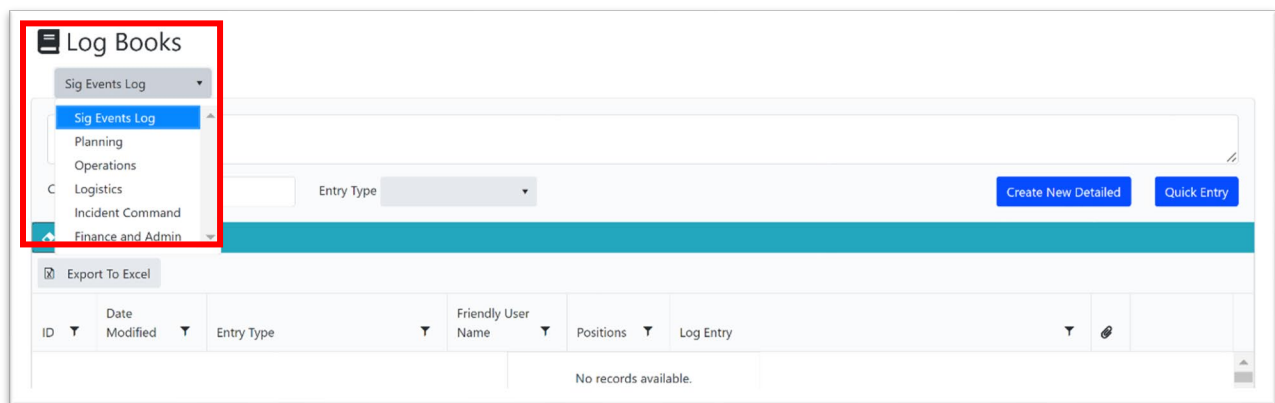 Log Books
Sig Events Log
Sig Events Log
Planning
Operations
Logistics
Incident Command
Finance and Admin
Entry Type
Create New Detailed
Quick Entry
Export To Excel
ID
Date
Modified
Entry Type
Friendly User
Name
Positions
Log Entry
No records available.